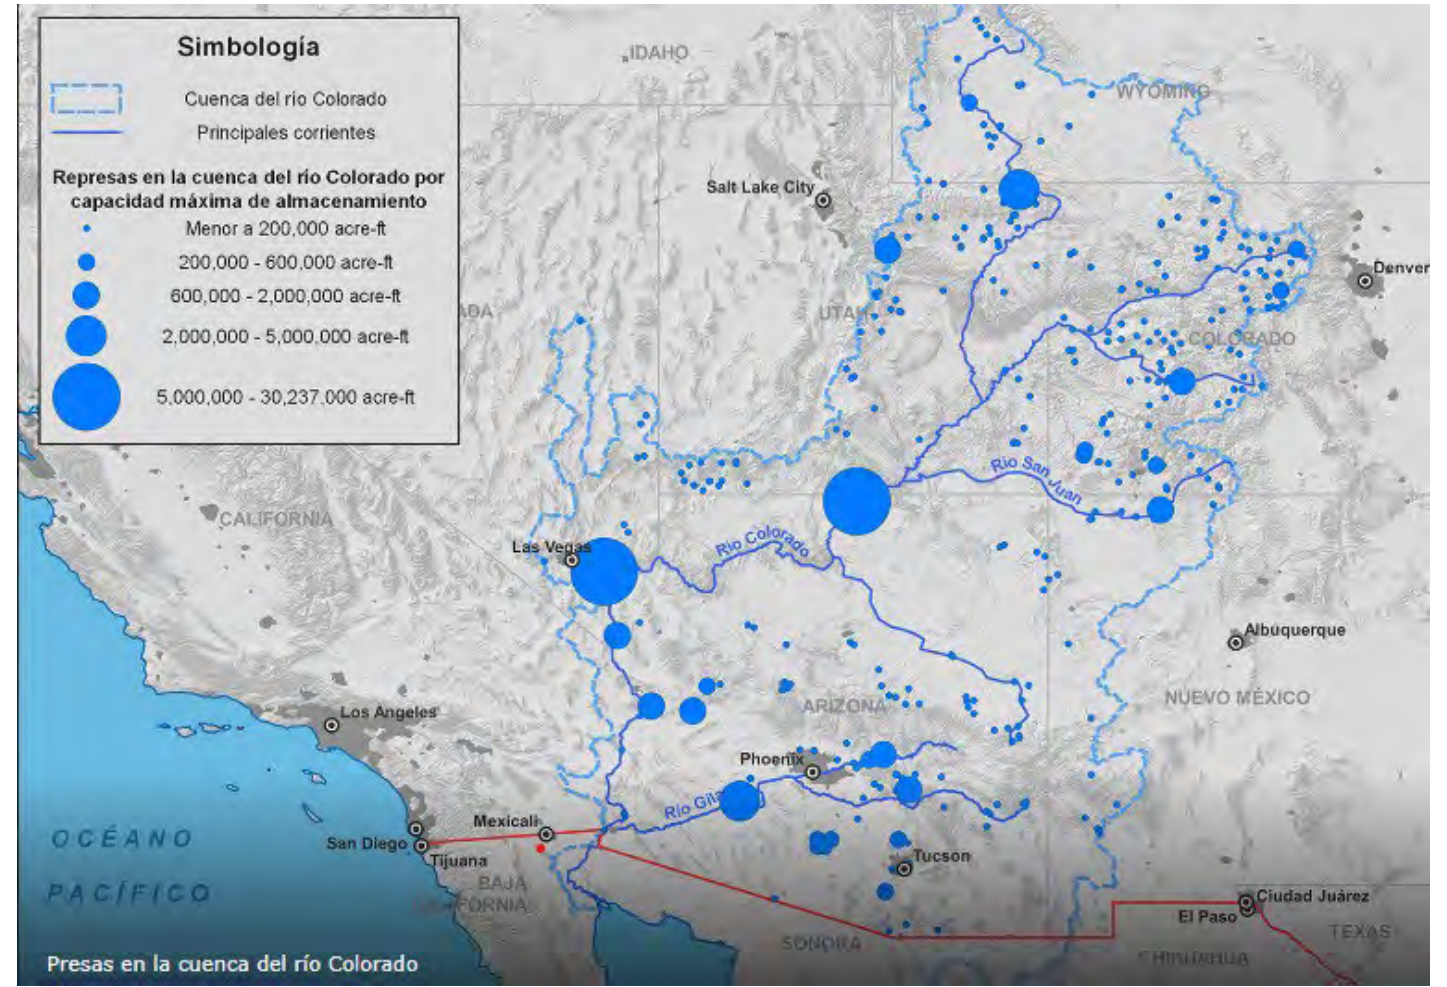 Simbología
Cuenca del río Colorado
Principales corrientes
Represas en la cuenca del río Colorado por
capacidad máxima de almacenamiento
Menor a 200,000 acre-ft
200,000 - 600,000 acre-ft
600,000 - 2,000,000 acre-ft
2,000,000 - 5,000.000 acre-ft
5,000,000 - 30,237.000 acre-ft
IDAHO
WYOMING
Salt Lake City
Denver
ADA
UTAH
COLORADO
Río San Juan
CALIFORNIA
Las Vegas
Río Colorado
Albuquerque
NUEVO MÉXICO
Los Angeles
ARIZONA
Phoenix
Río Gila
Mexicali
San Diego
Tijuana
Tucson
OCÉANO
PACÍFICO
BAJA
CALIFORNIA
Ciudad Juárez
El Paso
TEXAS
SONORA
CHIHUAHUA
Presas en la cuenca del río Colorado